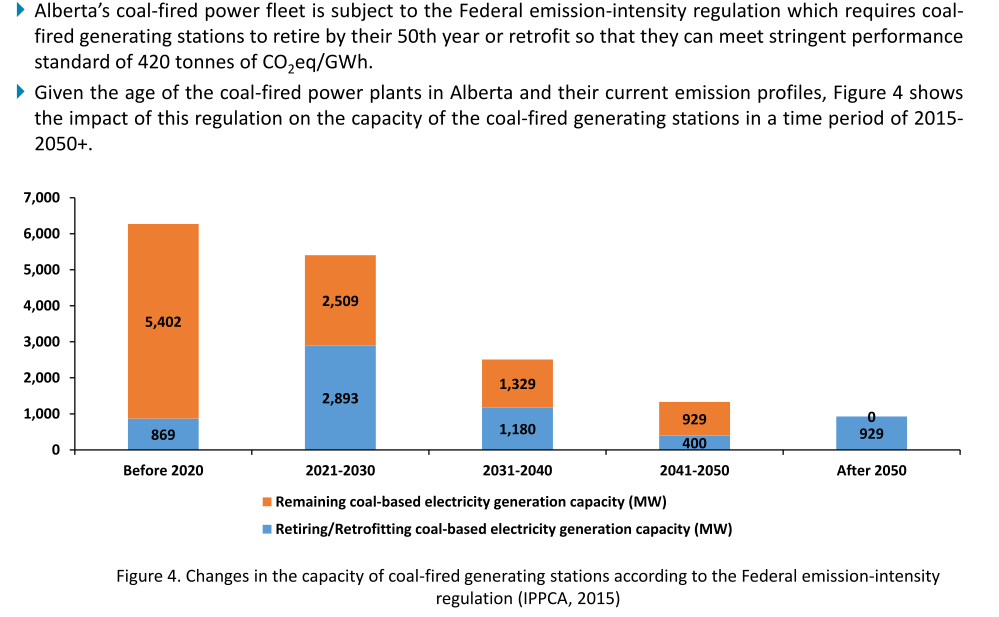 Alberta’s coal-fired power fleet is subject to the Federal emission-intensity regulation which requires coal-
fired generating stations to retire by their 50th year or retrofit so that they can meet stringent performance
standard of 420 tonnes of CO₂eq/GWh.
Given the age of the coal-fired power plants in Alberta and their current emission profiles, Figure 4 shows
the impact of this regulation on the capacity of the coal-fired generating stations in a time period of 2015-
2050+.
7,000
6,000
5,000
4,000
3,000
2,000
1,000
0
5,402
869
2,509
2,893
1,329
1,180
929
400
0
929
Before 2020
2021-2030
2031-2040
2041-2050
After 2050
Remaining coal-based electricity generation capacity (MW)
Retiring/Retrofitting coal-based electricity generation capacity (MW)
Figure 4. Changes in the capacity of coal-fired generating stations according to the Federal emission-intensity
regulation (IPPCA, 2015)